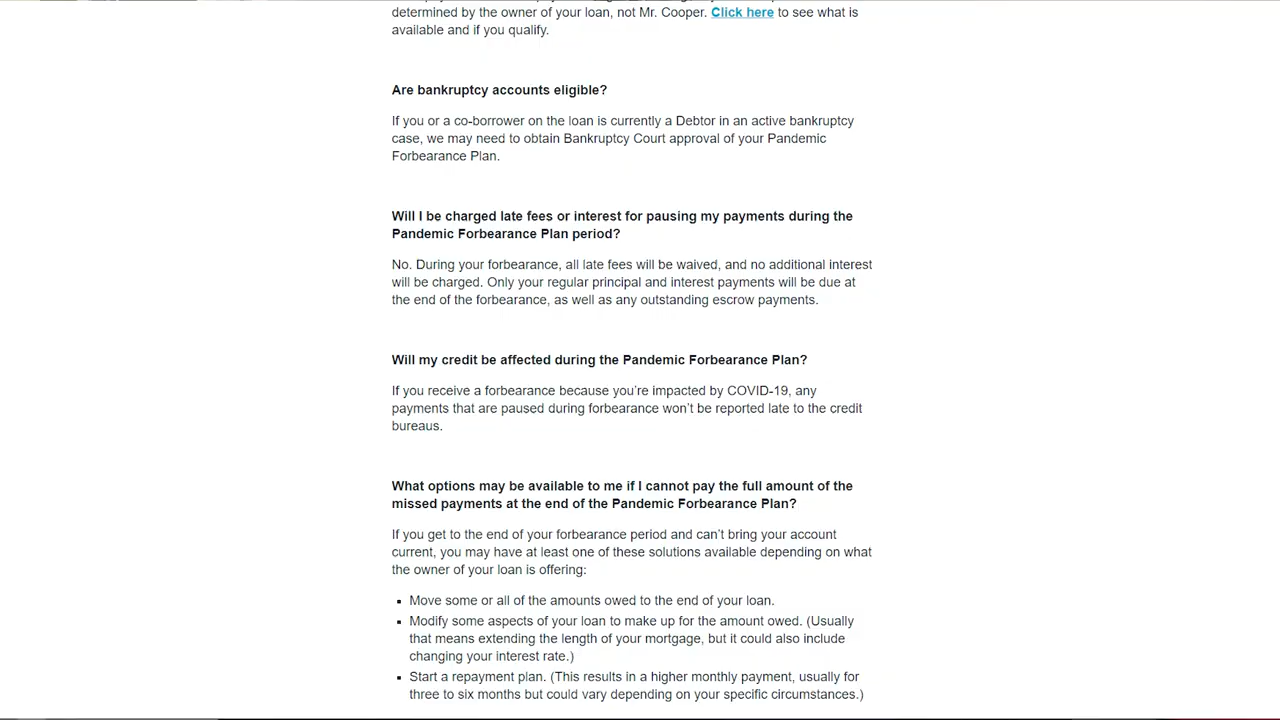 determined by the owner of your loan, not Mr. Cooper. Click here to see what is
available and if you qualify.
Are bankruptcy accounts eligible?
If you or a co-borrower on the loan is currently a Debtor in an active bankruptcy
case, we may need to obtain Bankruptcy Court approval of your Pandemic
Forbearance Plan.
Will I be charged late fees or interest for pausing my payments during the
Pandemic Forbearance Plan period?
No. During your forbearance, all late fees will be waived, and no additional interest
will be charged. Only your regular principal and interest payments will be due at
the end of the forbearance, as well as any outstanding escrow payments.
Will my credit be affected during the Pandemic Forbearance Plan?
If you receive a forbearance because you’re impacted by COVID-19, any
payments that are paused during forbearance won’t be reported late to the credit
bureaus.
What options may be available to me if I cannot pay the full amount of the
missed payments at the end of the Pandemic Forbearance Plan?
If you get to the end of your forbearance period and can’t bring your account
current, you may have at least one of these solutions available depending on what
the owner of your loan is offering:
▪ Move some or all of the amounts owed to the end of your loan.
▪ Modify some aspects of your loan to make up for the amount owed. (Usually
that means extending the length of your mortgage, but it could also include
changing your interest rate.)
▪ Start a repayment plan. (This results in a higher monthly payment, usually for
three to six months but could vary depending on your specific circumstances.)